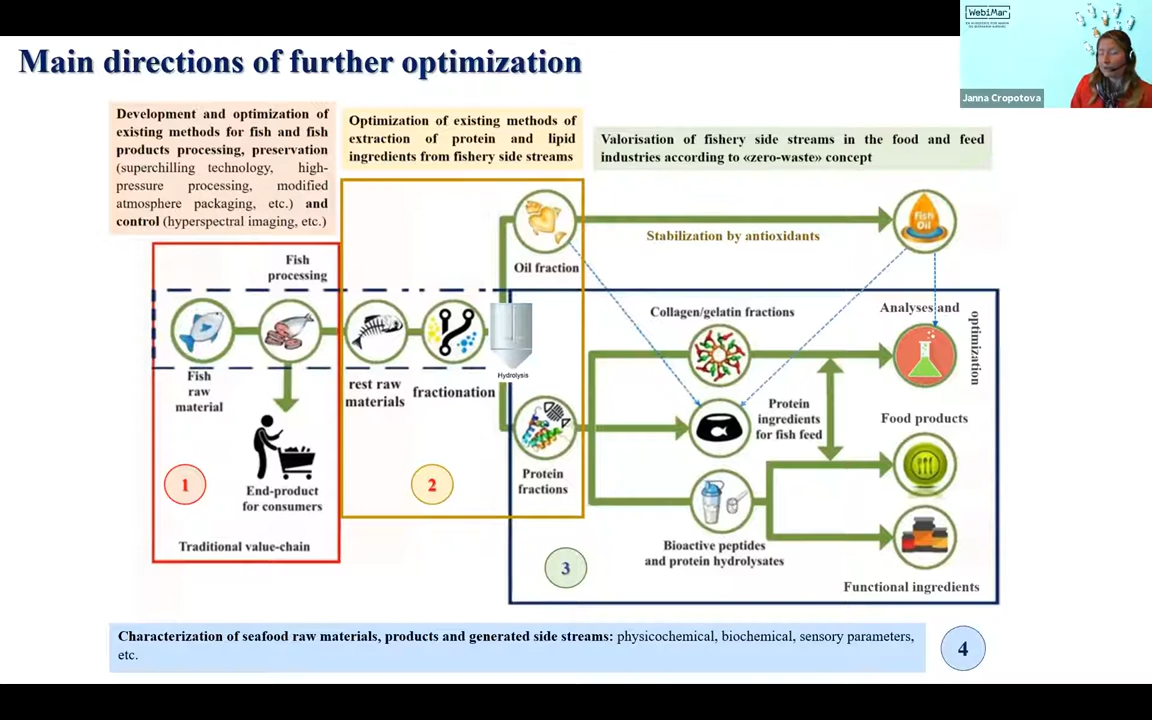 WebiMar
Janna Cropotova
Main directions of further optimization
Development and optimization of
existing methods for fish and fish
products processing, preservation
(superchilling technology, high-
pressure processing, modified
atmosphere packaging, etc.) and
control (hyperspectral imaging, etc.)
Optimization of existing methods of
extraction of protein and lipid
ingredients from fishery side streams
Valorisation of fishery side streams in the food and feed
industries according to «zero-waste» concept
Fish
processing
Fish
raw
material
End-product
for consumers
1
Traditional value-chain
rest raw
materials
fractionation
Hydrolysis
2
Oil fraction
Protein
fractions
Stabilization by antioxidants
Fish
Oil
Collagen/gelatin fractions
Analyses and
optimization
Protein
ingredients
for fish feed
Food products
Bioactive peptides
and protein hydrolysates
Functional ingredients
3
Characterization of seafood raw materials, products and generated side streams: physicochemical, biochemical, sensory parameters,
etc.
4